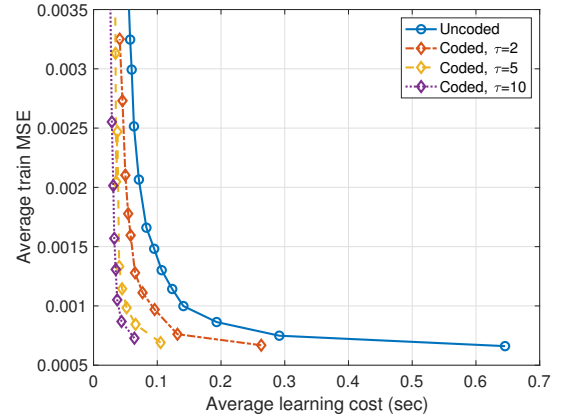 0.0035
0.003
0.0025
0.002
0.0015
0.001
0.0005
Average train MSE
Uncoded
Coded, τ=2
Coded, τ=5
Coded, τ=10
0 0.1 0.2 0.3 0.4 0.5 0.6 0.7
Average learning cost (sec)